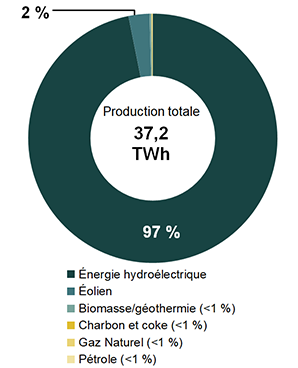 2 %
Production totale
37,2
TWh
97 %
Énergie hydroélectrique
Éolien
Biomasse/géothermie (<1 %)
Charbon et coke (<1 %)
Gaz Naturel (<1 %)
Pétrole (<1 %)